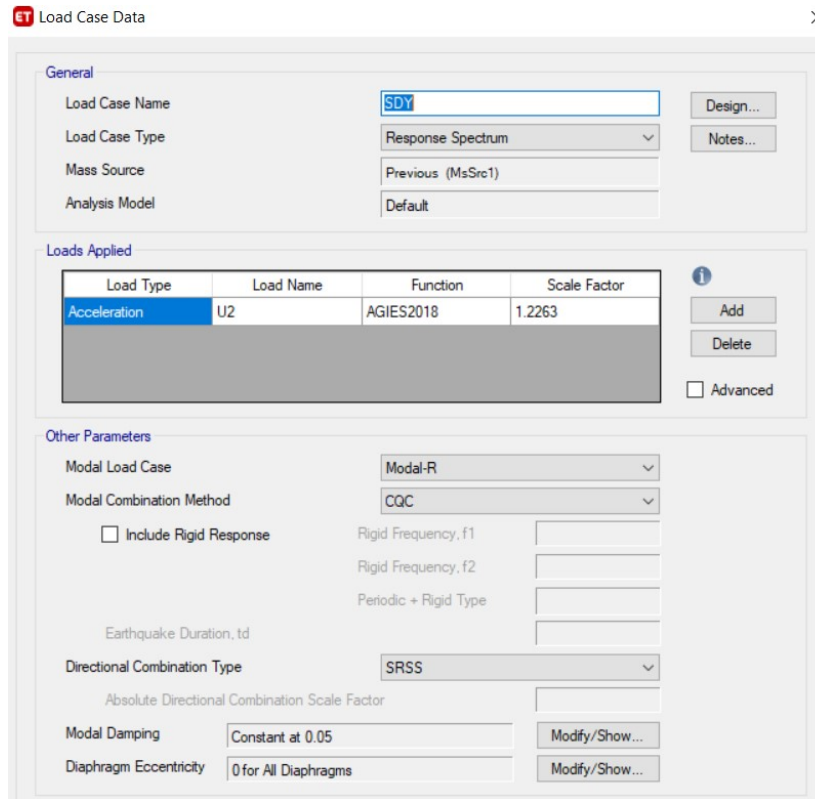 ET Load Case Data
General
Load Case Name SDY Design...
Load Case Type Response Spectrum Notes...
Mass Source Previous (MsSrc1)
Analysis Model Default
Loads Applied
Load Type Load Name Function Scale Factor
Acceleration U2 AGIES2018 1.2263
Add
Delete
Advanced
Other Parameters
Modal Load Case Modal-R
Modal Combination Method CQC
Include Rigid Response Rigid Frequency, f1
Rigid Frequency, f2
Periodic + Rigid Type
Earthquake Duration, td
Directional Combination Type SRSS
Absolute Directional Combination Scale Factor
Modal Damping Constant at 0.05 Modify/Show...
Diaphragm Eccentricity 0 for All Diaphragms Modify/Show...